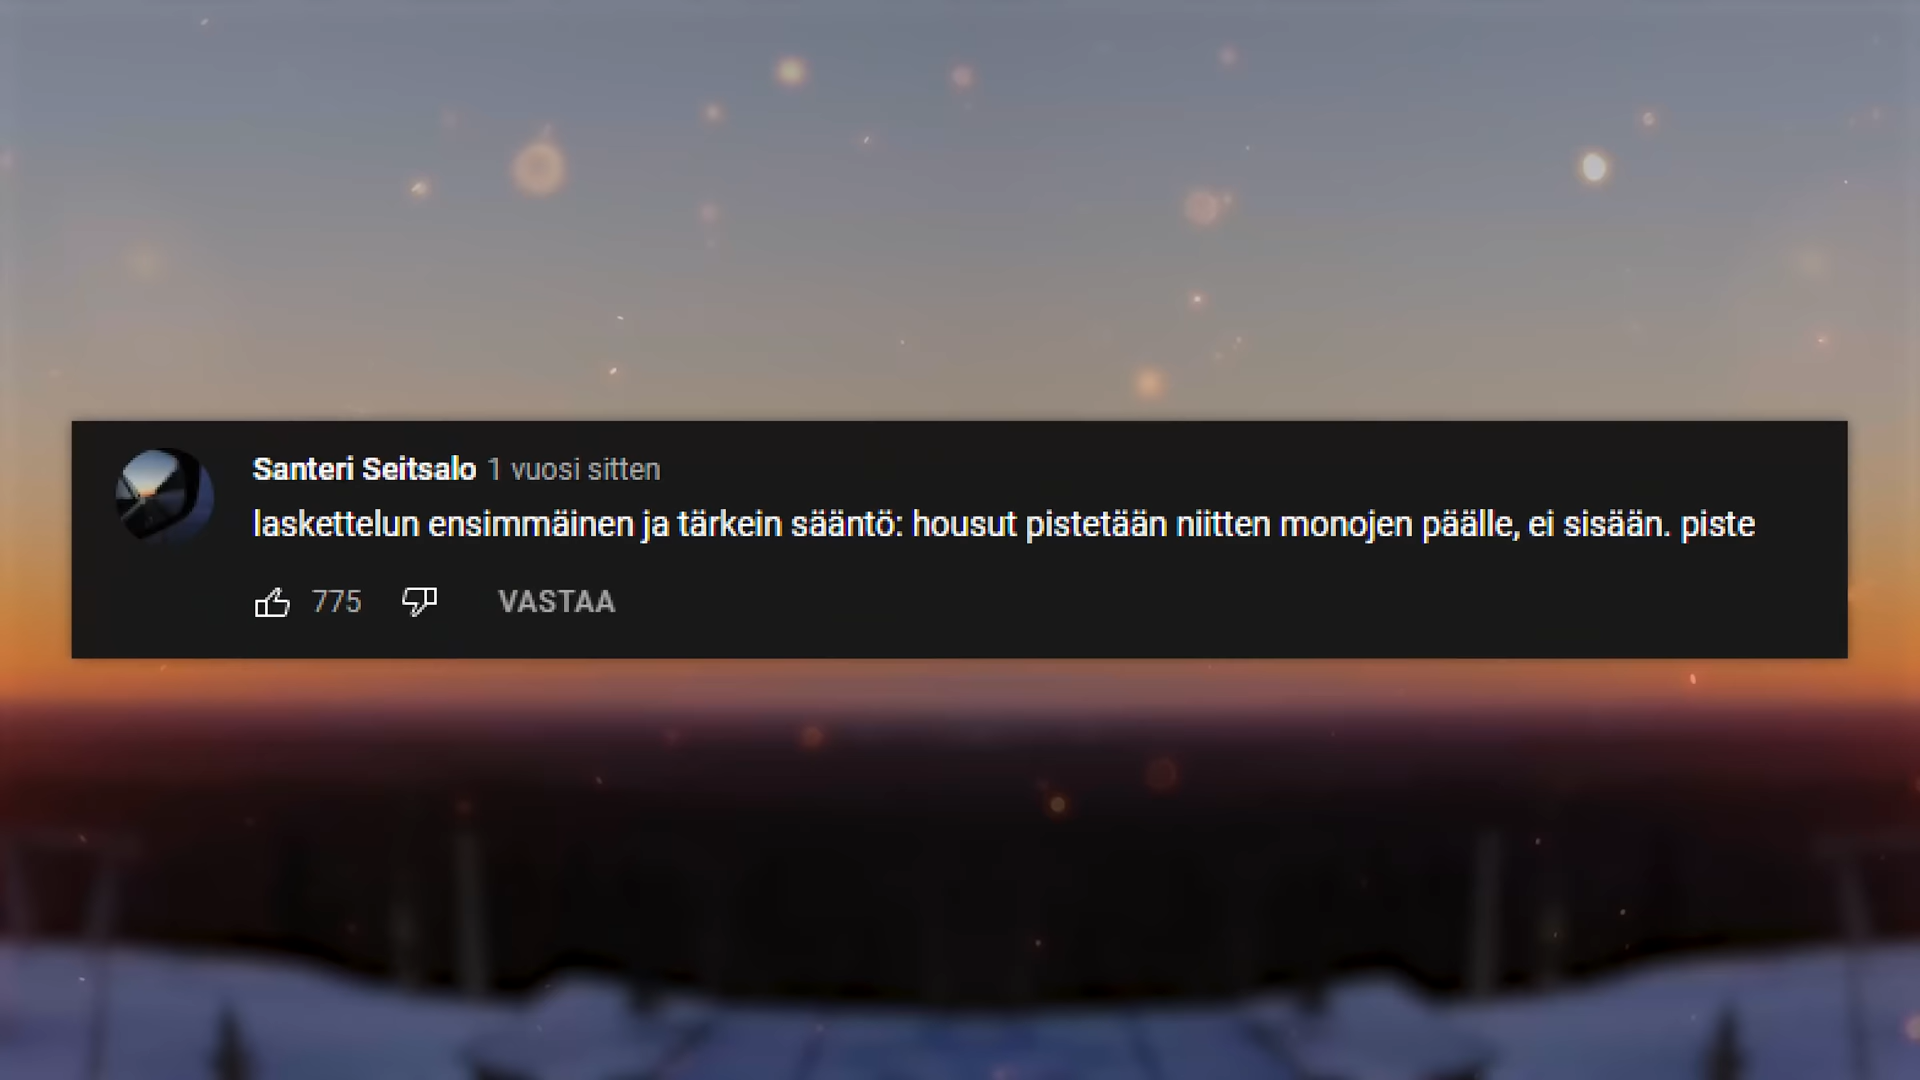 Santeri Seitsalo 1 vuosi sitten
laskettelun ensimmäinen ja tärkein sääntö: housut pistetään niitten monojen päälle, ei sisään. piste
775 VASTAA